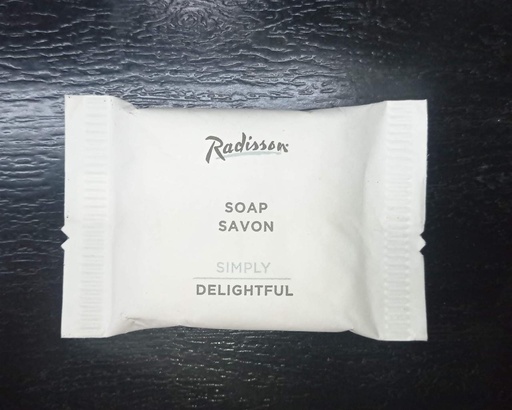 Radisson
SOAP
SAVON
SIMPLY
DELIGHTFUL